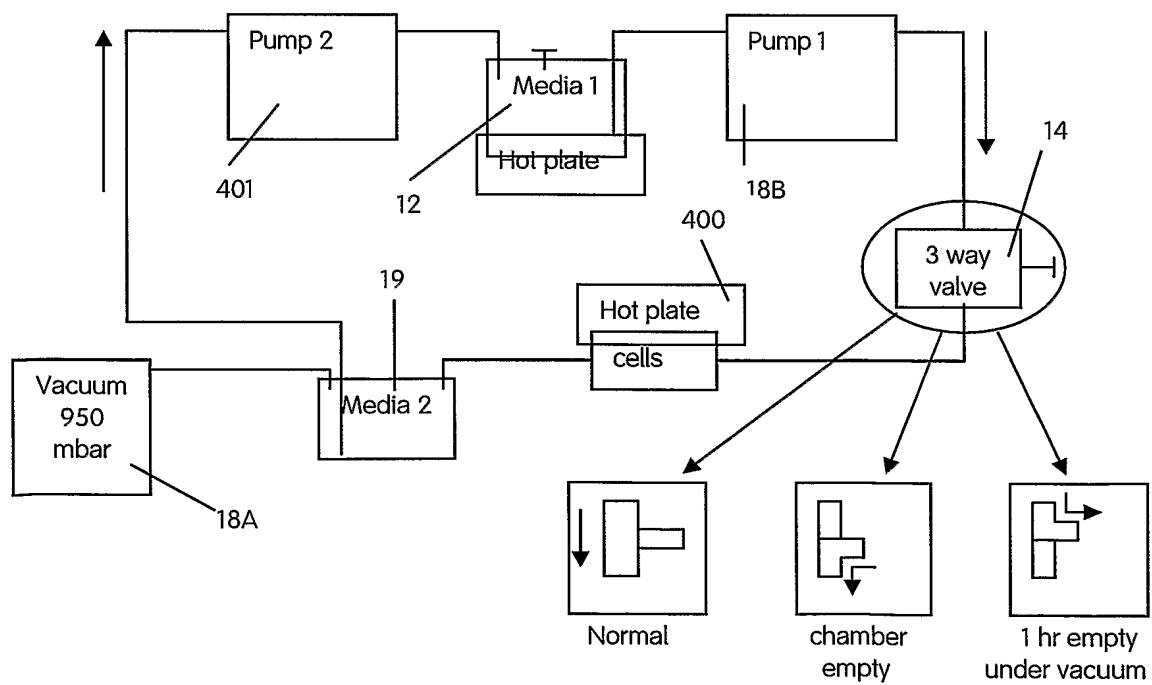 Pump 2
Media 1
Pump 1
Hot plate
401
12
18B
14
400
3 way
valve
19
Hot plate
cells
Vacuum
950
mbar
Media 2
18A
Normal
chamber
empty
1 hr empty
under vacuum